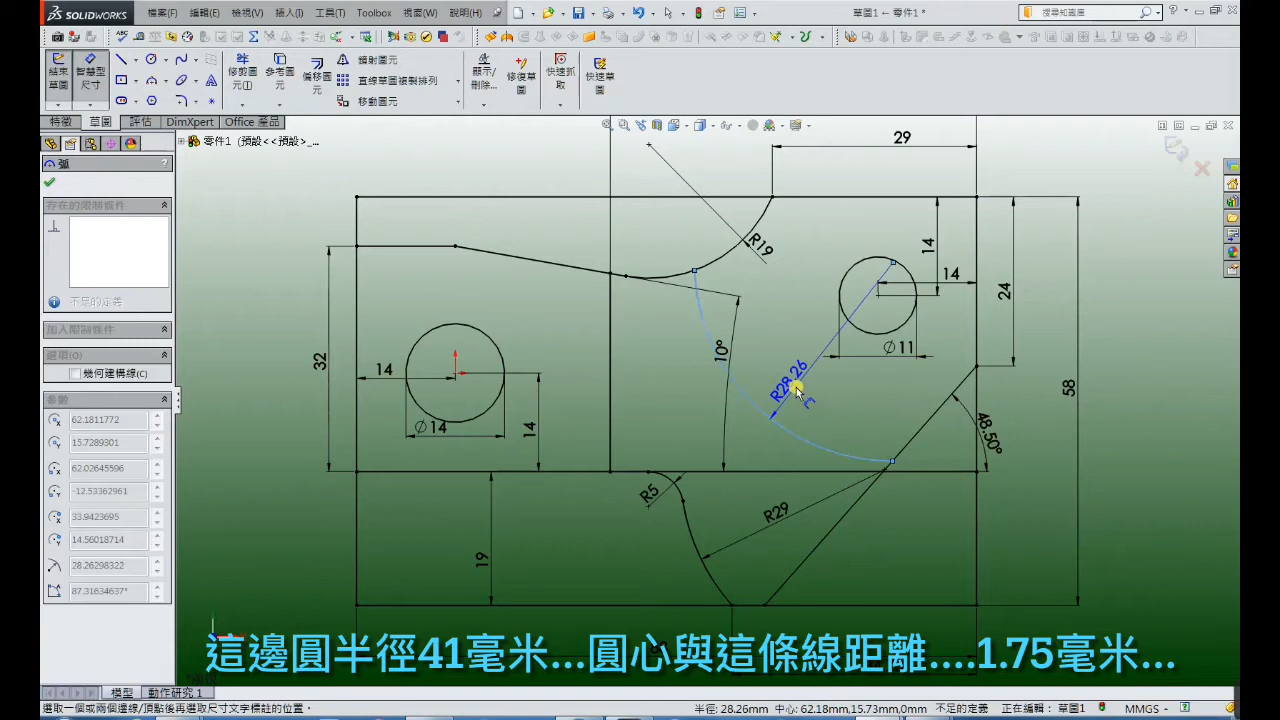 SOLIDWORKS
檔案(F)
編輯(E)
檢視(V)
插入(I)
工具(T)
Toolbox
視窗(W)
說明(H)
草圖1 ← 零件1 *
搜尋知識庫
結束草圖
智慧型尺寸
修剪圖元(I)
參考圖元
偏移圖元
鏡射圖元
直線草圖複製排列
移動圖元
顯示/刪除...
修復草圖
快速抓取
快速草圖
特徵
草圖
評估
DimXpert
Office 產品
零件1 (預設<<預設>_...
弧
存在的限制條件
不足的定義
加入限制條件
選項(O)
幾何建構線(C)
參數
62.1811772
15.7289301
62.02645596
-12.53362961
33.9423695
14.56018714
28.26298322
87.31634637°
29
R19
14
14
24
32
14
10°
R28.26
∅11
58
∅14
14
48.50°
R5
R29
19
這邊圓半徑41毫米...圓心與這條線距離....1.75毫米...
模型
動作研究 1
選取一個或兩個邊線/頂點後再選取尺寸文字標註的位置。
半徑: 28.26mm 中心: 62.18mm,15.73mm,0mm
不足的定義
正在編輯: 草圖1
MMGS